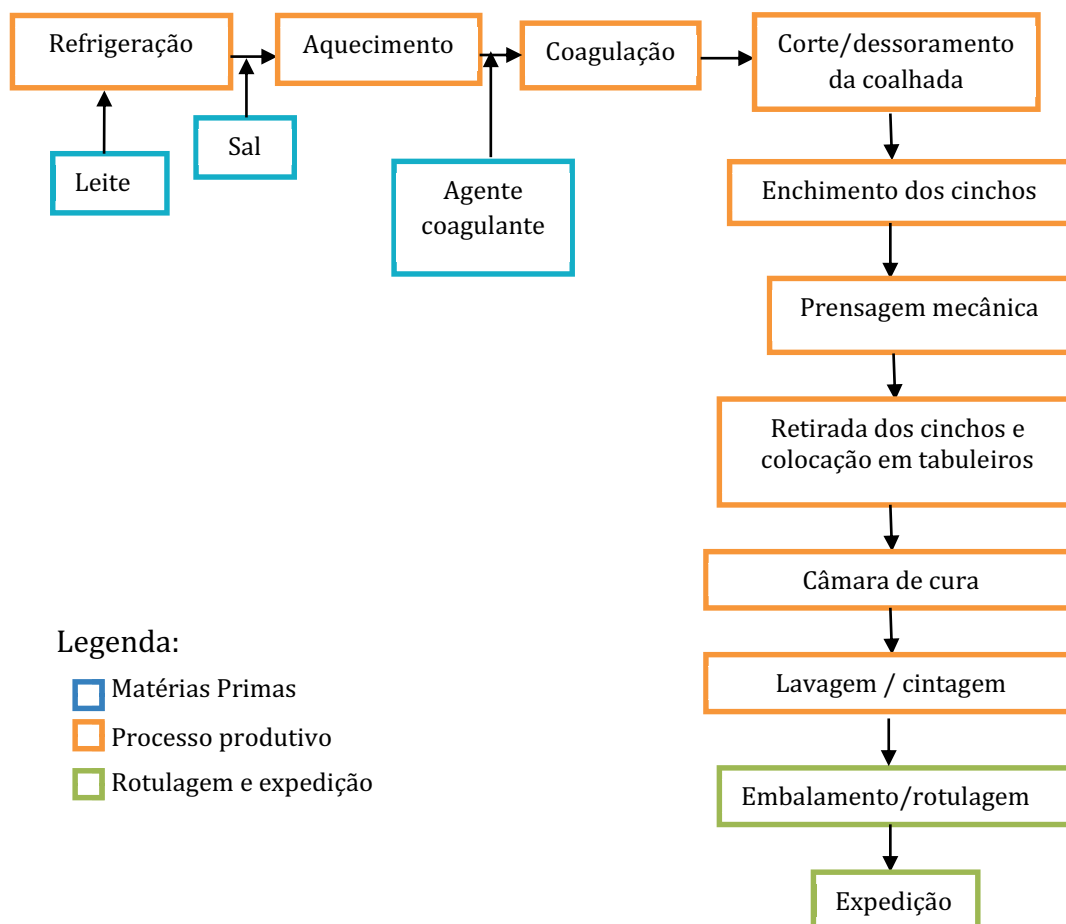 Refrigeração
Aquecimento
Coagulação
Corte/dessoramento
da coalhada
Leite
Sal
Agente
coagulante
Enchimento dos cinchos
Prensagem mecânica
Retirada dos cinchos e
colocação em tabuleiros
Câmara de cura
Lavagem / cintagem
Embalamento/rotulagem
Expedição
Legenda:
Matérias Primas
Processo produtivo
Rotulagem e expedição